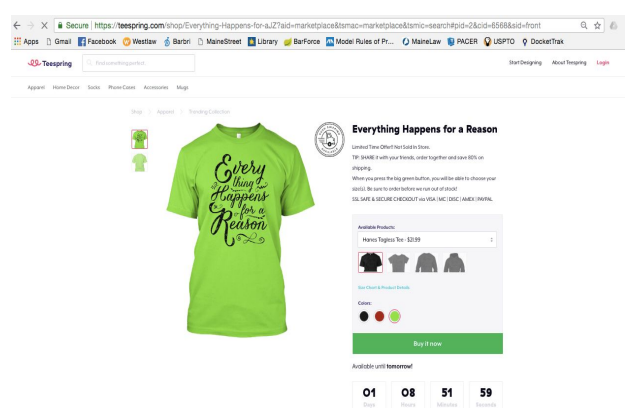 Secure | https://teespring.com/shop/Everything-Happens-for-aJZ?aid=marketplace&tsmac=marketplace&tsmic=search#pid=2&cid=6568&sid=front
Apps Gmail Facebook Westlaw Barbri MaineStreet Library BarForce Model Rules of Pr... MaineLaw PACER USPTO DocketTrak
Teespring Start Designing About Teespring Login
Apparel Home Decor Socks Phone Cases Accessories Mugs
Shop | Apparel | Trending Collection
Every
thing
Happens
for a
Reason
Everything Happens for a Reason
Limited Time Offer!! Not Sold in Store.
TIP: SHARE it with your friends, order together and save 80% on
shipping.
When you press the big green button, you will be able to choose your
size(s). Be sure to order before we run out of stock!
SSL SAFE & SECURE CHECKOUT via VISA | MC | DISC | AMEX | PAYPAL
Available Products:
Hanes Tagless Tee - $21.99
Size Chart & Product Details
Colors:
Buy it now
Available until tomorrow!
01 08 51 59
Days Hours Minutes Seconds